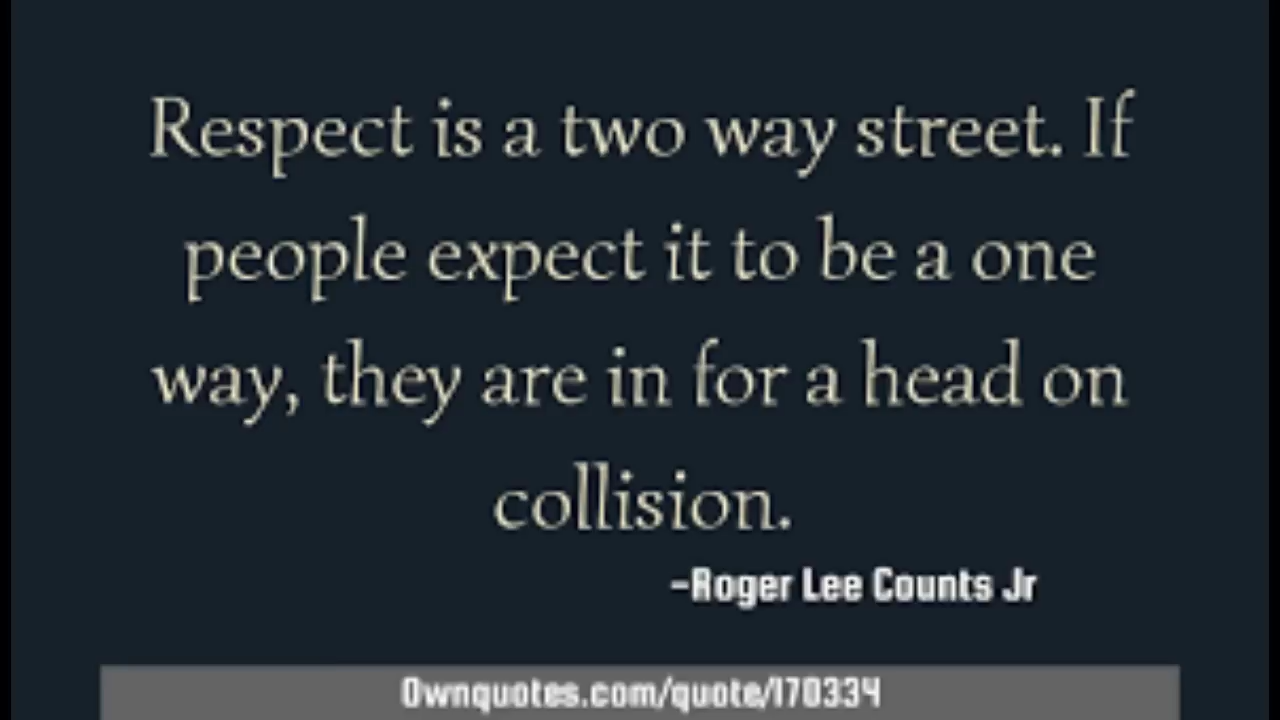 Respect is a two way street. If
people expect it to be a one
way, they are in for a head on
collision.
-Roger Lee Counts Jr
Ownquotes.com/quote/170334